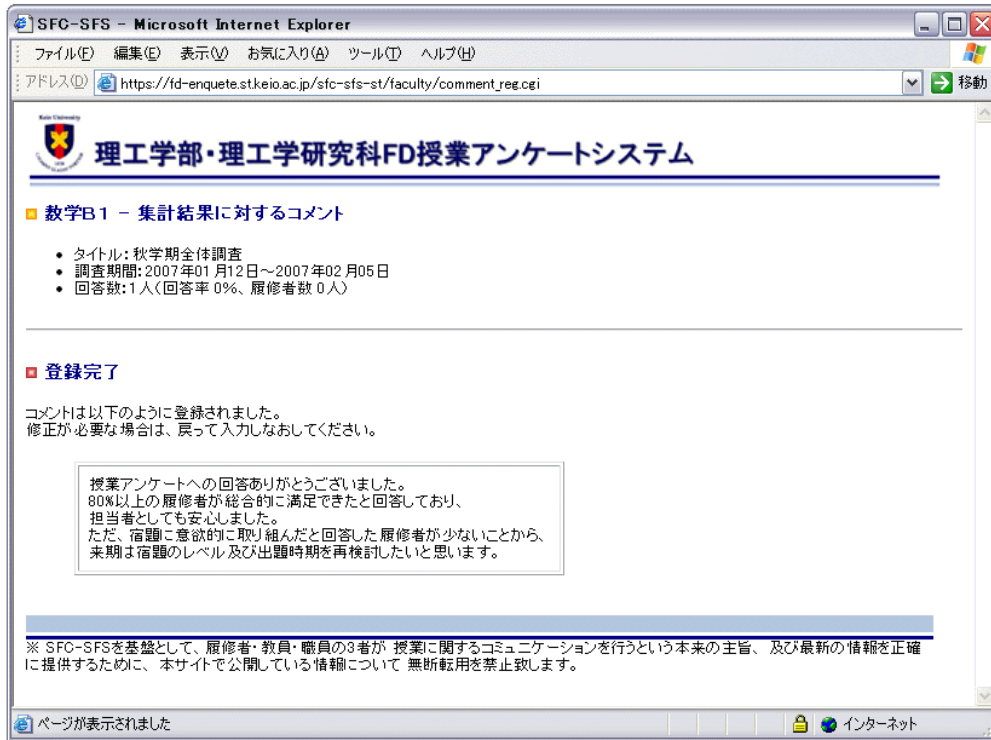 SFC-SFS - Microsoft Internet Explorer
ファイル(F) 編集(E) 表示(V) お気に入り(A) ツール(T) ヘルプ(H)
アドレス(D) https://fd-enquete.st.keio.ac.jp/sfc-sfs-st/faculty/comment_reg.cgi 移動
Keio University
理工学部・理工学研究科FD授業アンケートシステム
数学B1 - 集計結果に対するコメント
• タイトル:秋学期全体調査
• 調査期間:2007年01月12日~2007年02月05日
• 回答数:1人(回答率0%、履修者数0人)
登録完了
コメントは以下のように登録されました。
修正が必要な場合は、戻って入力しなおしてください。
授業アンケートへの回答ありがとうございました。
80%以上の履修者が総合的に満足できたと回答しており、
担当者としても安心しました。
ただ、宿題に意欲的に取り組んだと回答した履修者が少ないことから、
来期は宿題のレベル及び出題時期を再検討したいと思います。
※ SFC-SFSを基盤として、履修者・教員・職員の3者が 授業に関するコミュニケーションを行うという本来の主旨、 及び最新の情報を正確
に提供するために、 本サイトで公開している情報について 無断転用を禁止致します。
ページが表示されました インターネット